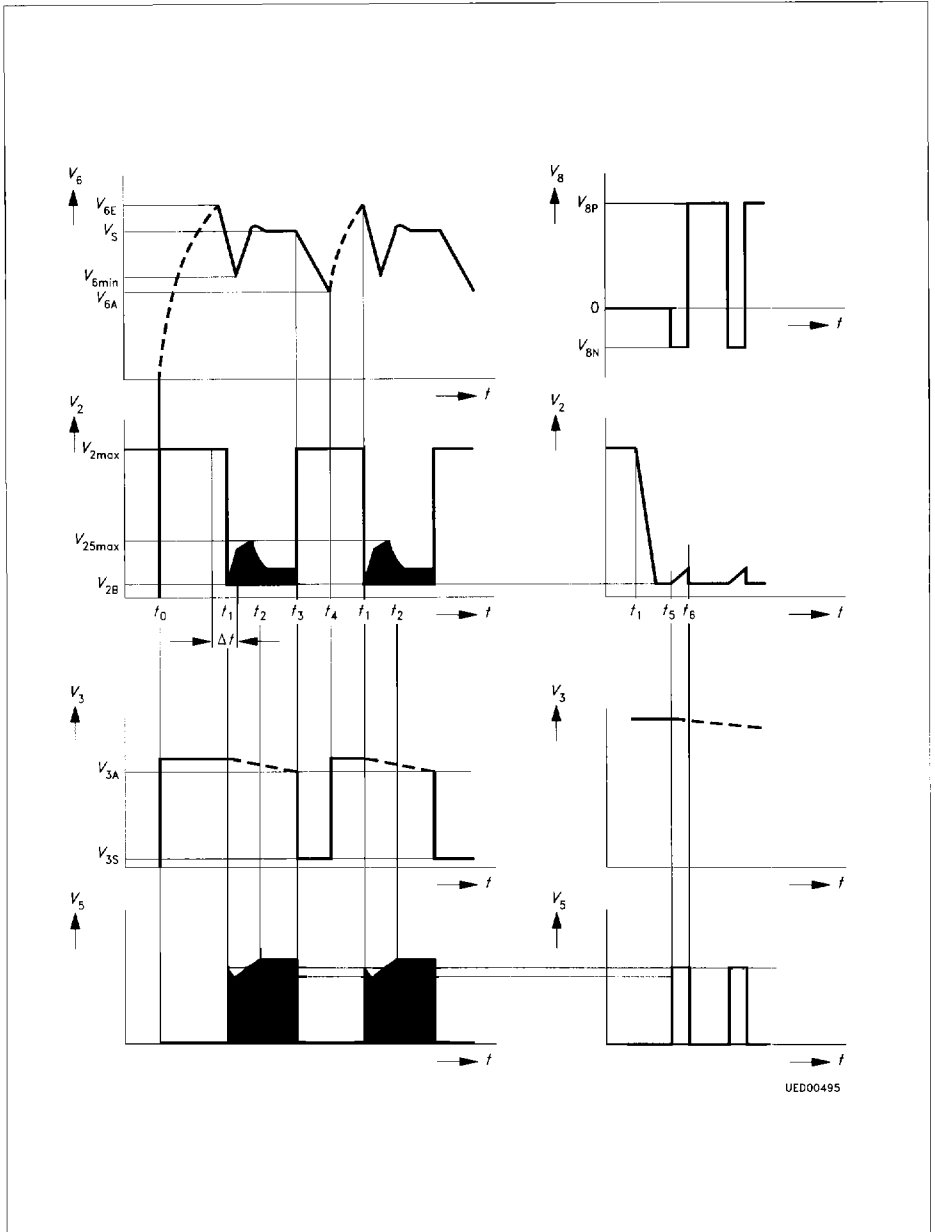 V6
V6E
VS
V6min
V6A
t
V8
V8P
0
V8N
t
V2
V2max
V25max
V2B
t0 t1 t2 t3 t4 t1 t2
Δt
t
V2
t1 t5 t6
t
V3
V3A
V3S
t
V3
t
V5
t
V5
t
UED00495